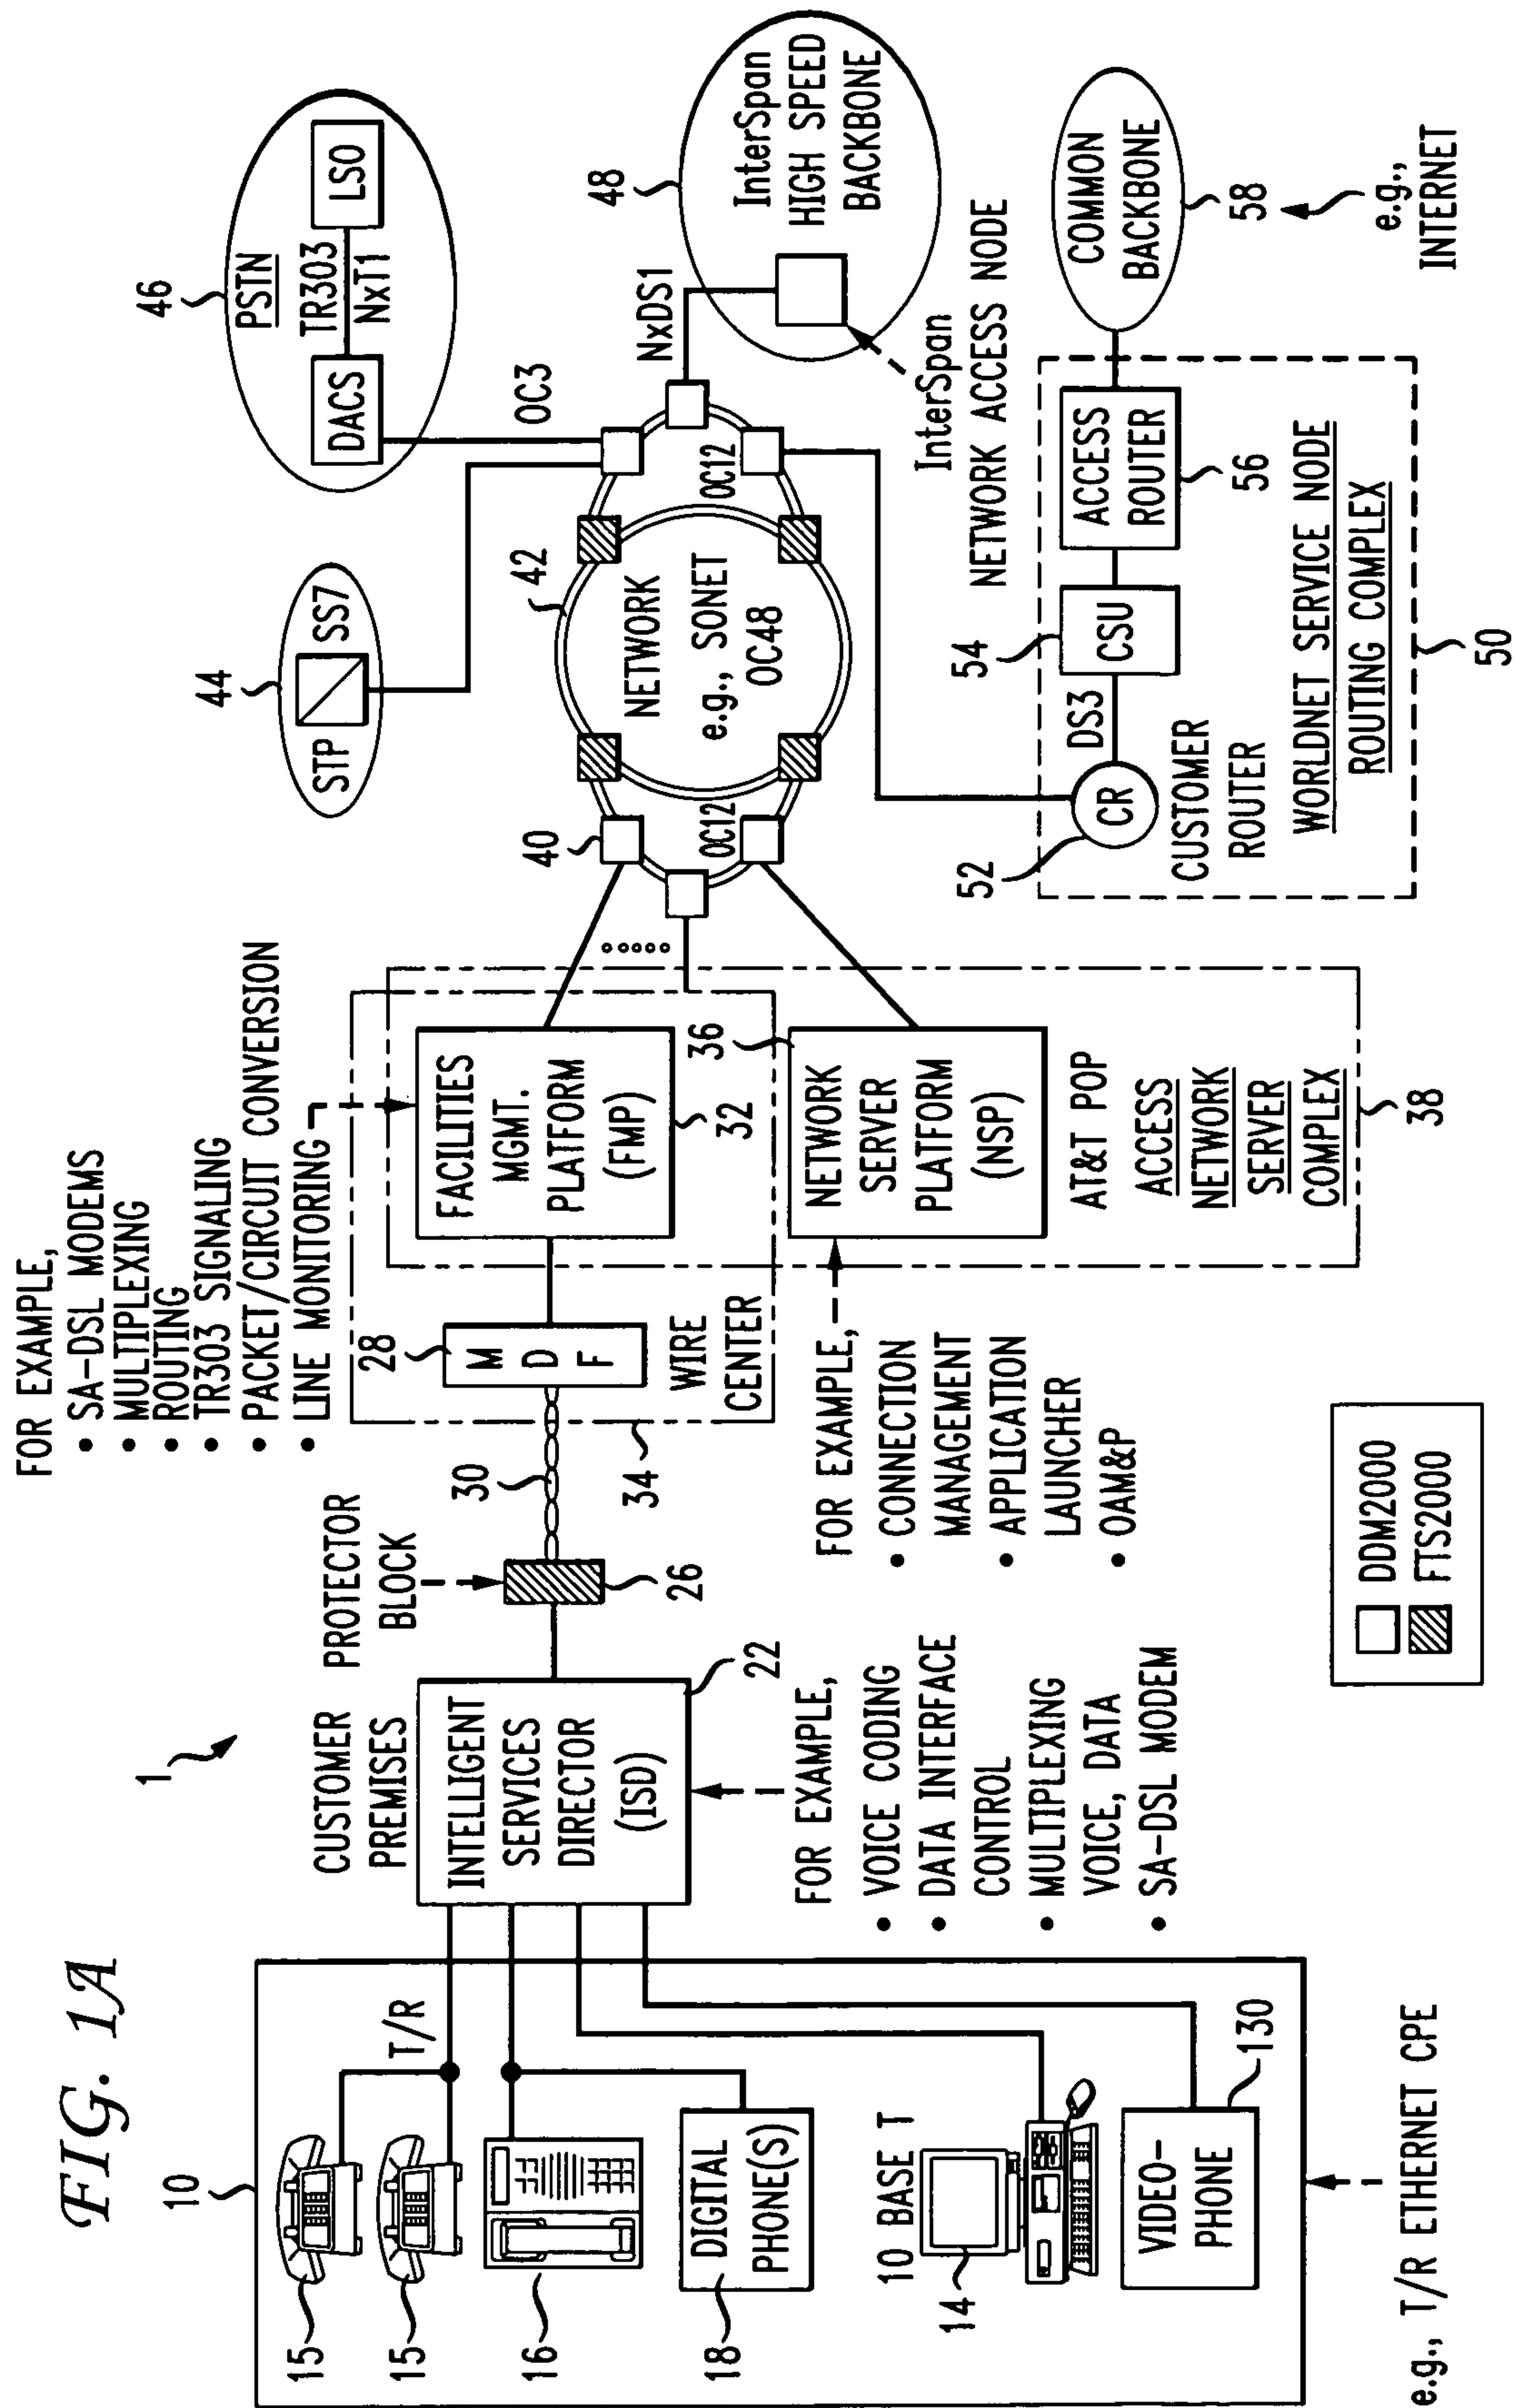 FIG. 1A
1
10
15
15
16
DIGITAL
PHONE(S)
18
T/R
10 BASE T
14
VIDEO-
PHONE
130
e.g., T/R ETHERNET CPE
CUSTOMER
PREMISES
INTELLIGENT
SERVICES
DIRECTOR
(ISD)
22
FOR EXAMPLE,
• VOICE CODING
• DATA INTERFACE
CONTROL
• MULTIPLEXING
VOICE, DATA
• SA-DSL MODEM
PROTECTOR
BLOCK
26
30
FOR EXAMPLE,
• SA-DSL MODEMS
• MULTIPLEXING
• ROUTING
• TR303 SIGNALING
• PACKET/CIRCUIT CONVERSION
• LINE MONITORING
28
M
D
F
WIRE
CENTER
34
FACILITIES
MGMT.
PLATFORM
(FMP)
32
36
NETWORK
SERVER
PLATFORM
(NSP)
AT&T POP
ACCESS
NETWORK
SERVER
COMPLEX
38
FOR EXAMPLE,
• CONNECTION
MANAGEMENT
• APPLICATION
LAUNCHER
• OAM&P
DDM2000
FTS2000
40
OC12
42
NETWORK
e.g., SONET
OC48
OC12
44
STP
SS7
46
PSTN
DACS
TR303
NxT1
LSO
OC3
NxDS1
48
InterSpan
HIGH SPEED
BACKBONE
InterSpan
NETWORK ACCESS NODE
52
CR
CUSTOMER
ROUTER
DS3
54
CSU
ACCESS
ROUTER
56
WORLDNET SERVICE NODE
ROUTING COMPLEX
50
COMMON
BACKBONE
58
e.g.,
INTERNET